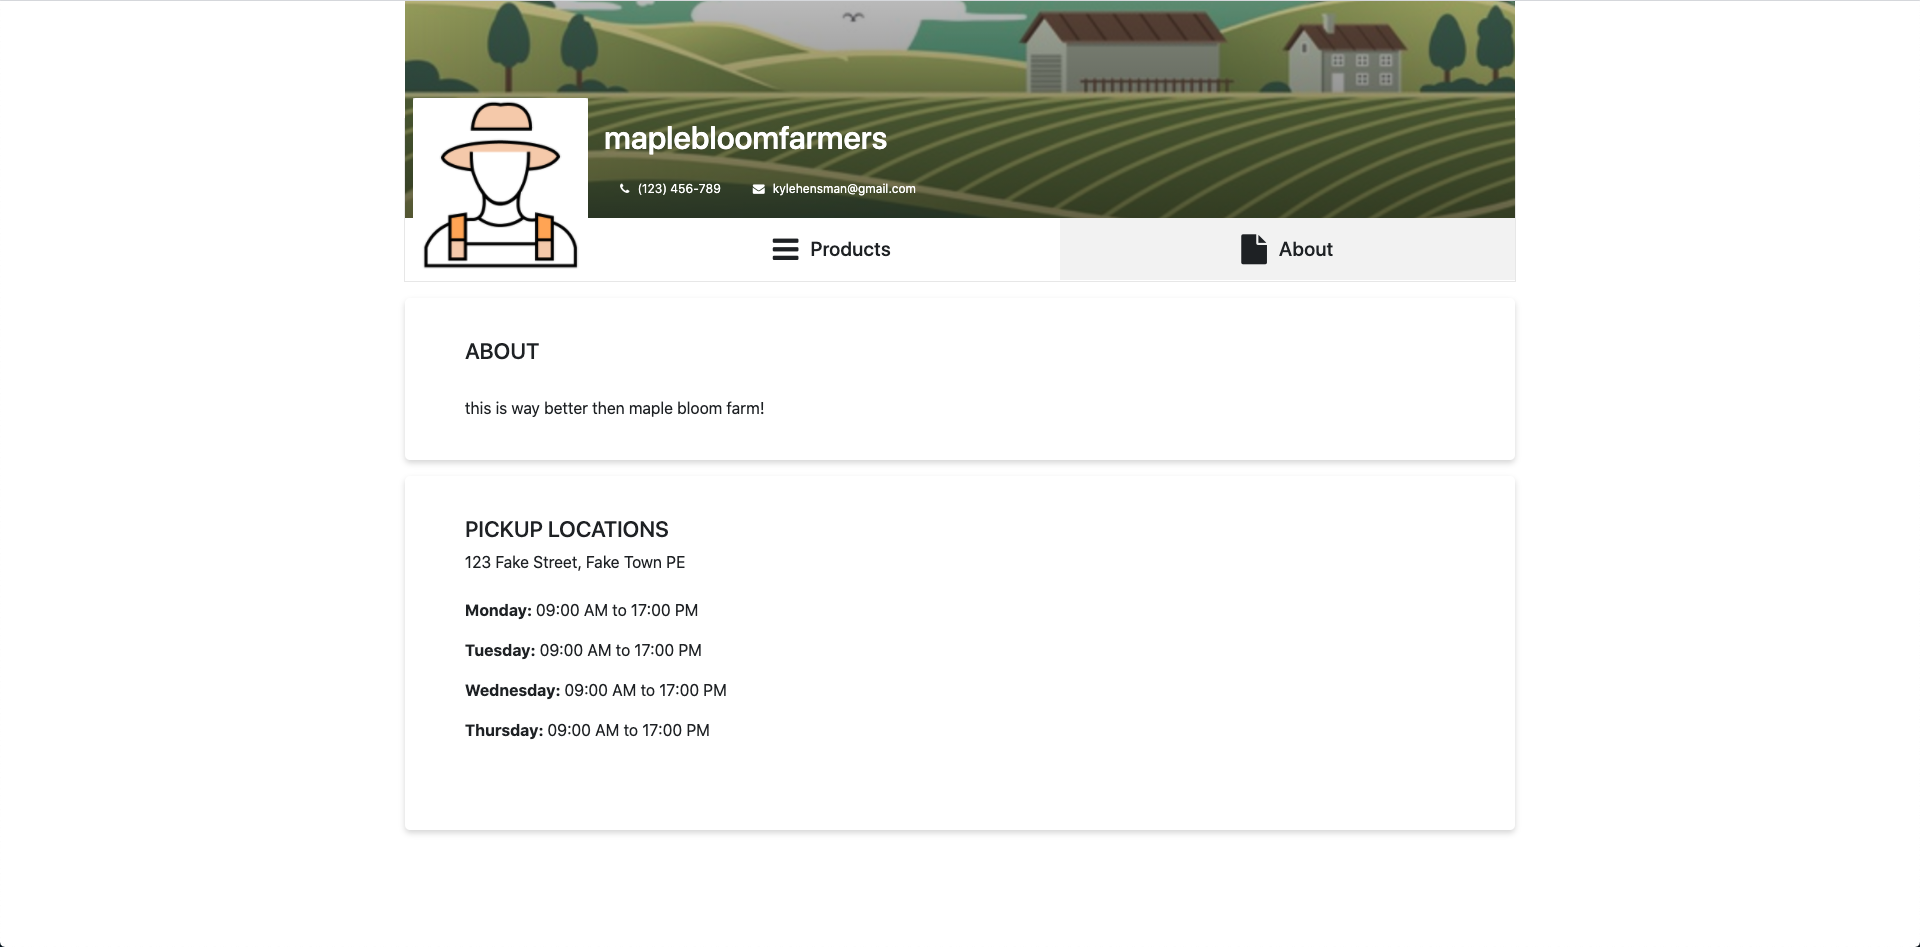 maplebloomfarmers
(123) 456-789 kylehensman@gmail.com
Products
About
ABOUT
this is way better then maple bloom farm!
PICKUP LOCATIONS
123 Fake Street, Fake Town PE
Monday: 09:00 AM to 17:00 PM
Tuesday: 09:00 AM to 17:00 PM
Wednesday: 09:00 AM to 17:00 PM
Thursday: 09:00 AM to 17:00 PM